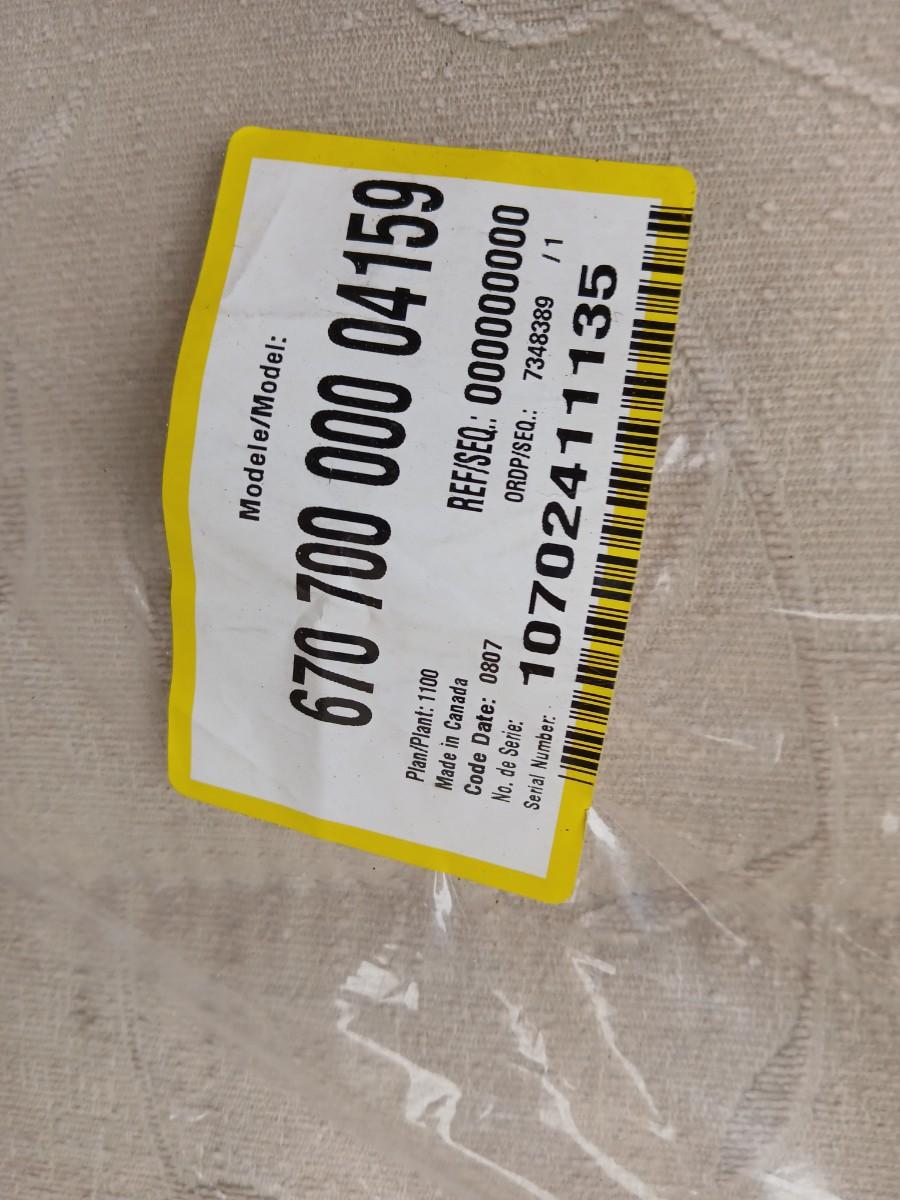 Modele/Model:
670 700 000 04159
Plan/Plant: 1100
Made in Canada
REF/SEQ.: 000000000
Code Date: 0807
ORDP/SEQ.: 7348389 / 1
No. de Serie:
Serial Number:
10702411135